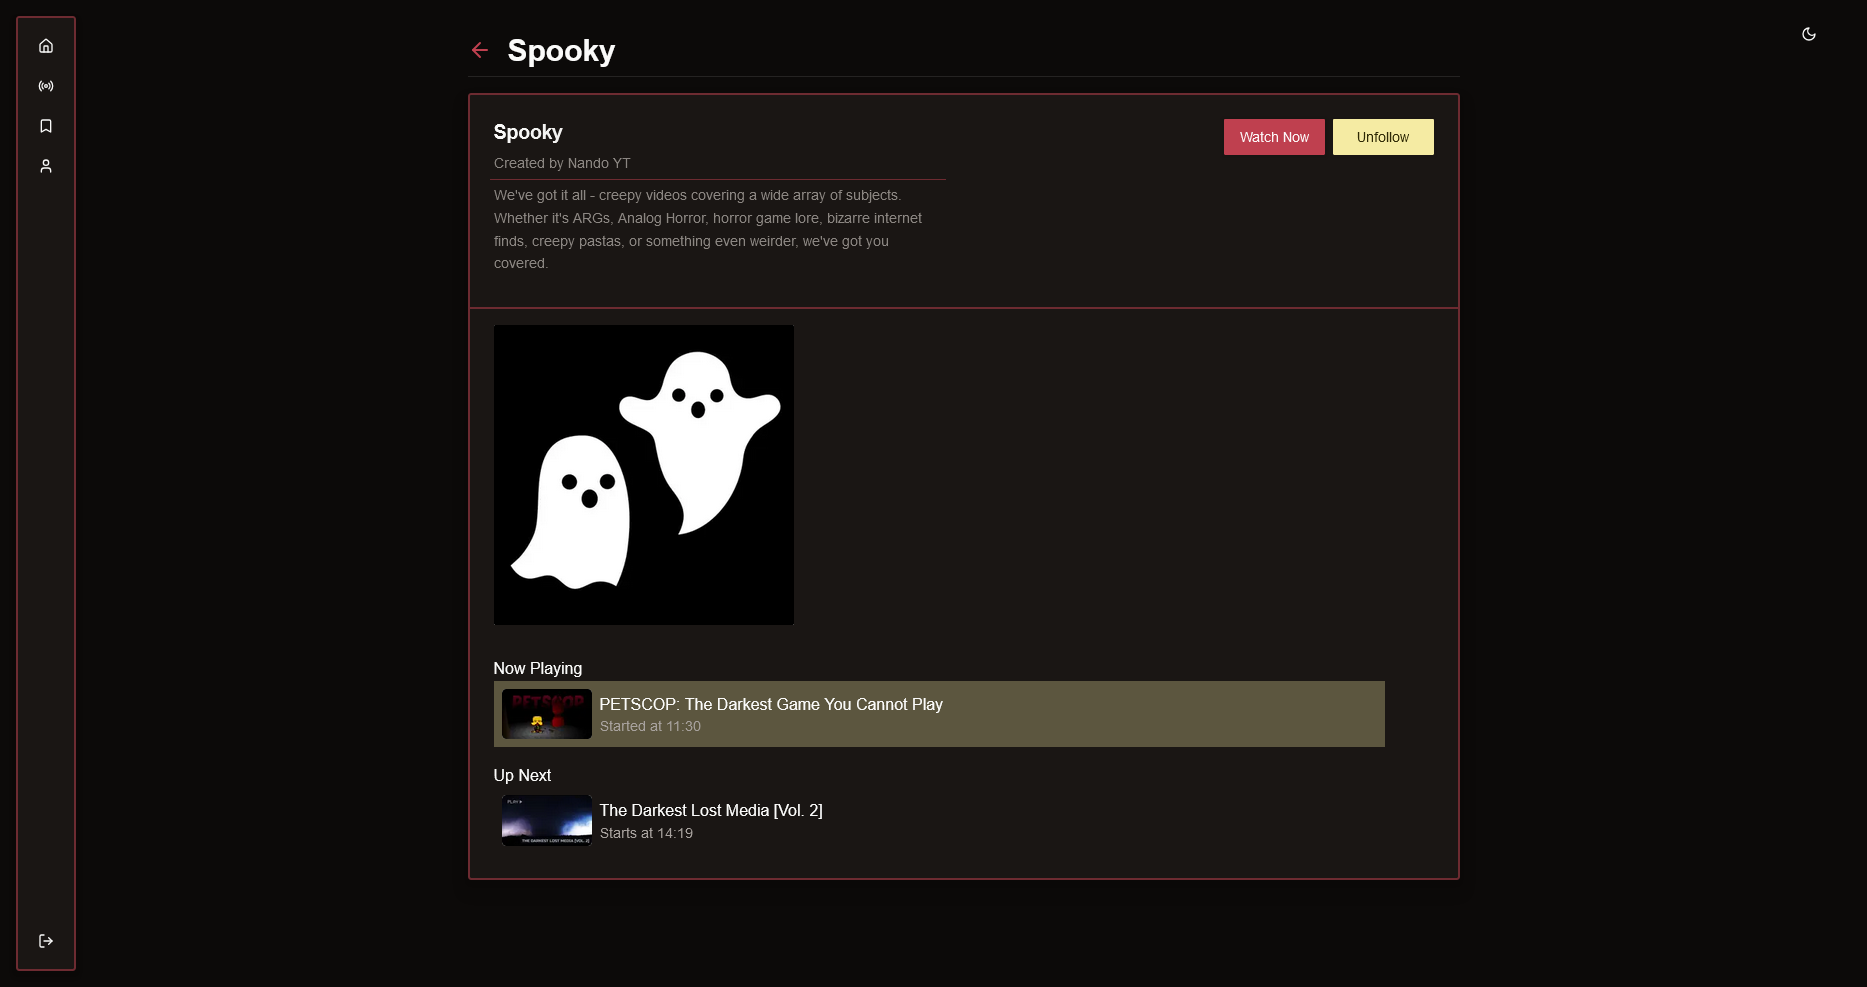 Spooky
Spooky
Watch Now
Unfollow
Created by Nando YT
We've got it all - creepy videos covering a wide array of subjects.
Whether it's ARGs, Analog Horror, horror game lore, bizarre internet
finds, creepy pastas, or something even weirder, we've got you
covered.
Now Playing
PETSCOP
PETSCOP: The Darkest Game You Cannot Play
Started at 11:30
Up Next
PLAY
THE DARKEST LOST MEDIA [VOL. 2]
The Darkest Lost Media [Vol. 2]
Starts at 14:19